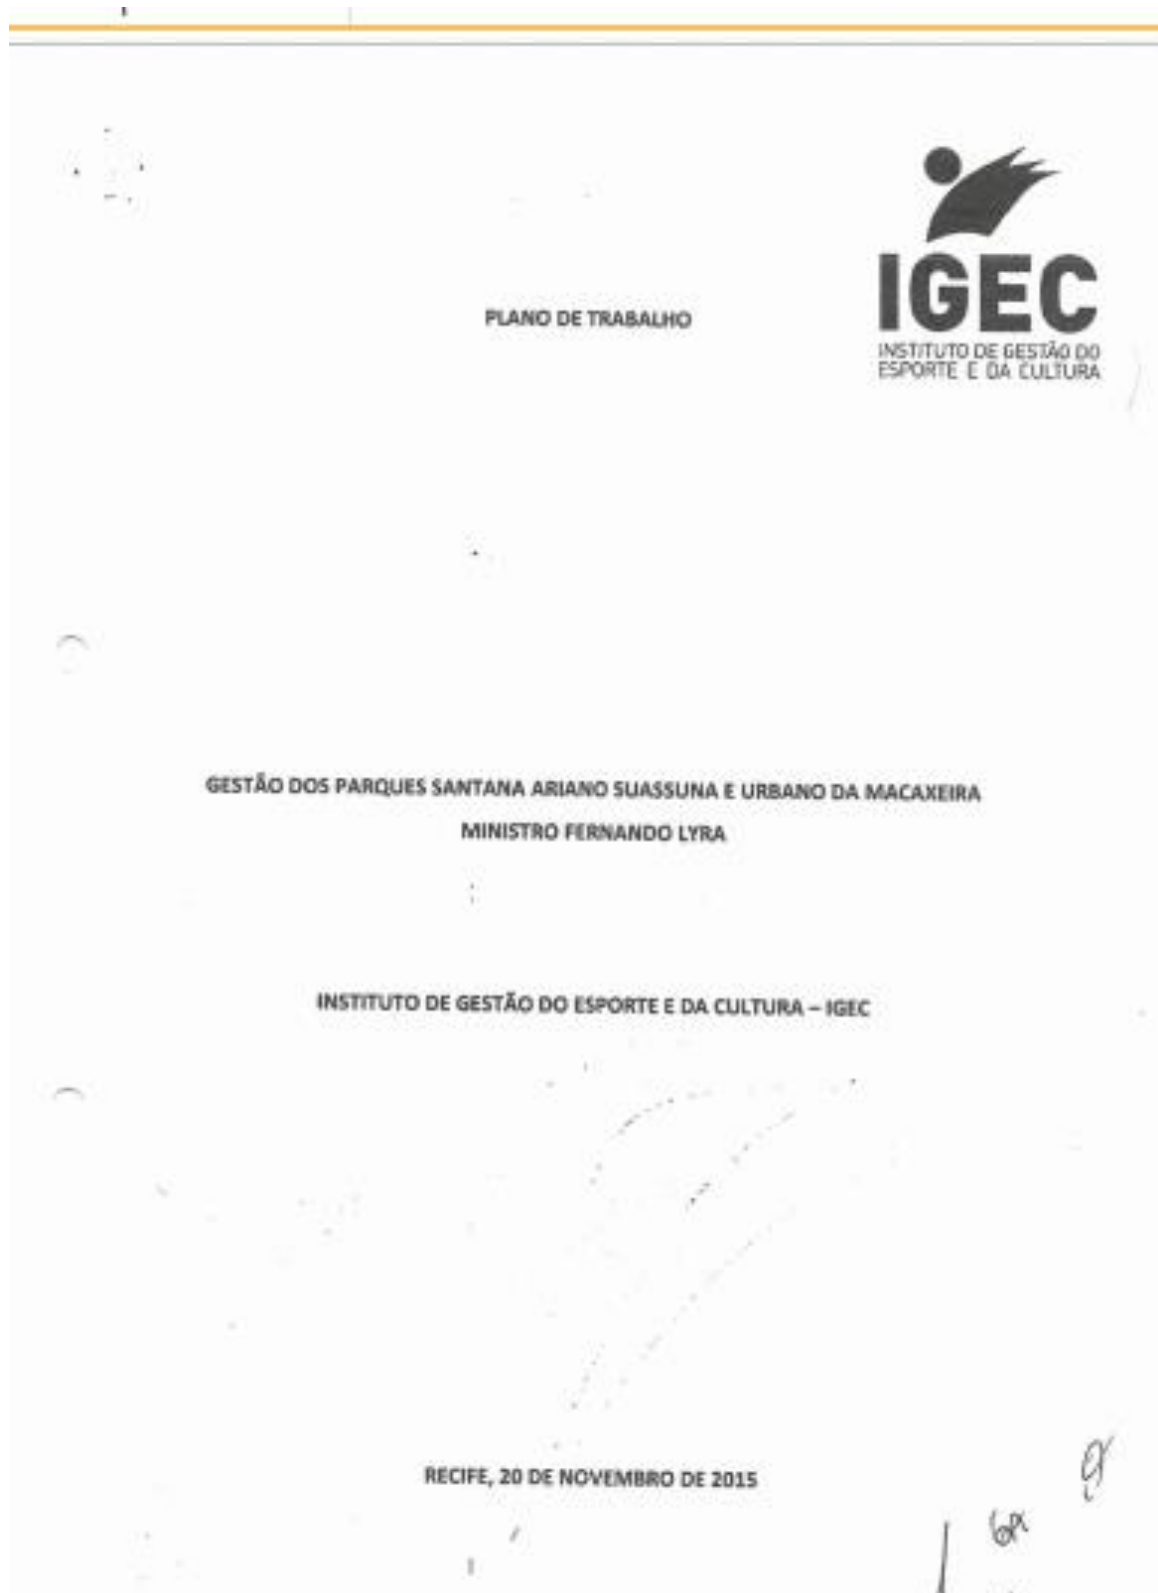 IGEC
INSTITUTO DE GESTÃO DO
ESPORTE E DA CULTURA
PLANO DE TRABALHO
GESTÃO DOS PARQUES SANTANA ARIANO SUASSUNA E URBANO DA MACAXEIRA
MINISTRO FERNANDO LYRA
INSTITUTO DE GESTÃO DO ESPORTE E DA CULTURA – IGEC
RECIFE, 20 DE NOVEMBRO DE 2015